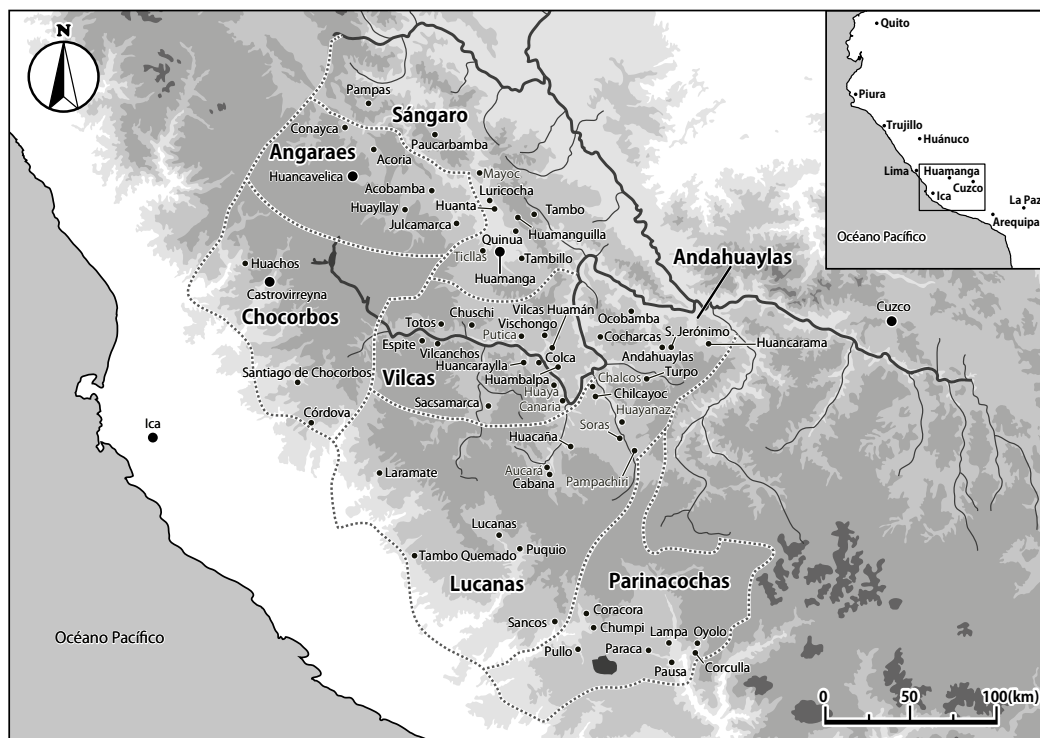 N
Quito
Piura
Trujillo
Huánuco
Lima
Huamanga
Cuzco
Ica
La Paz
Arequipa
Océano Pacífico
Pampas
Sángaro
Conayca
Paucarbamba
Angaraes
Acoria
Huancavelica
Mayoc
Acobamba
Luricocha
Huayllay
Huanta
Tambo
Julcamarca
Huamanguilla
Quinua
Ticllas
Tambillo
Huamanga
Andahuaylas
Huachos
Castrovirreyna
Chocorbos
Cuzco
Vilcas Huamán
Ocobamba
Totos
Chuschi
Vischongo
Putica
Cocharcas
S. Jerónimo
Espite
Vilcanchos
Andahuaylas
Huancarama
Huancaraylla
Colca
Turpo
Santiago de Chocorbos
Vilcas
Huambalpa
Chalcos
Huaya
Chilcayoc
Sacsamarca
Canaria
Huayanaz
Córdova
Ica
Soras
Huacaña
Laramate
Aucará
Cabana
Pampachiri
Lucanas
Tambo Quemado
Puquio
Lucanas
Parinacochas
Coracora
Sancos
Chumpi
Lampa
Oyolo
Océano Pacífico
Pullo
Paraca
Pausa
Corculla
0
50
100(km)